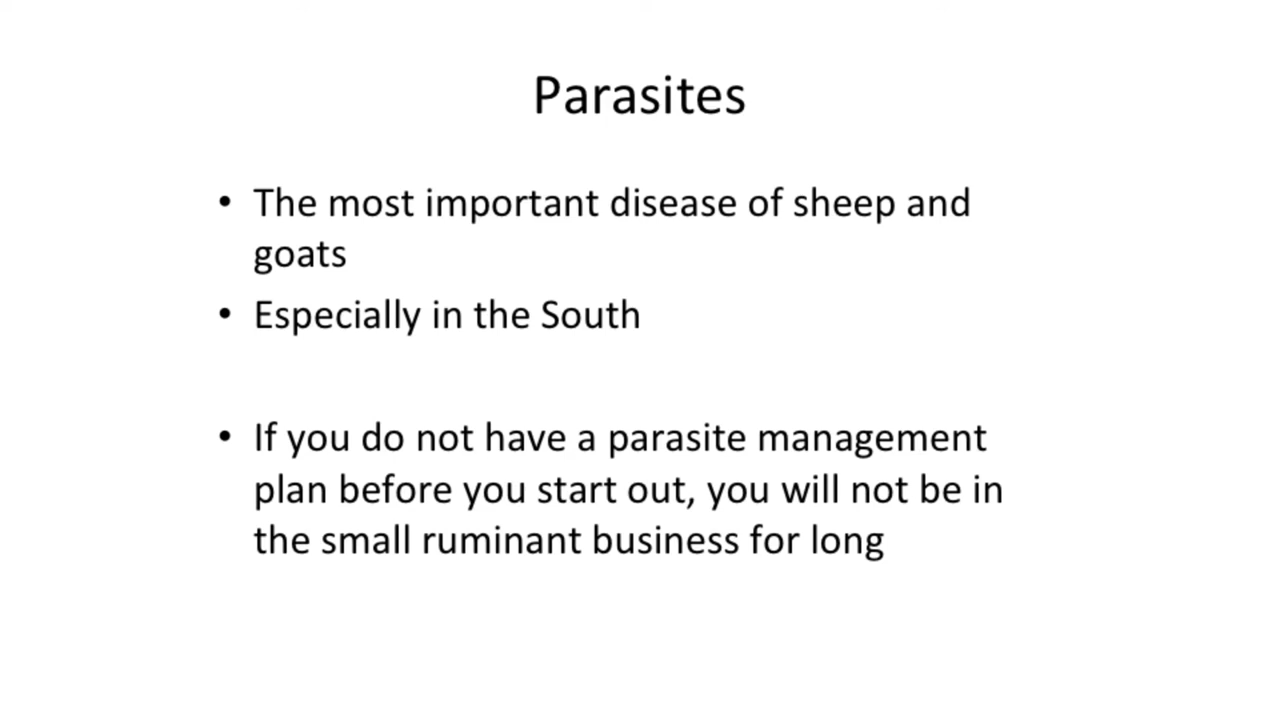 Parasites
• The most important disease of sheep and
goats
• Especially in the South
• If you do not have a parasite management
plan before you start out, you will not be in
the small ruminant business for long